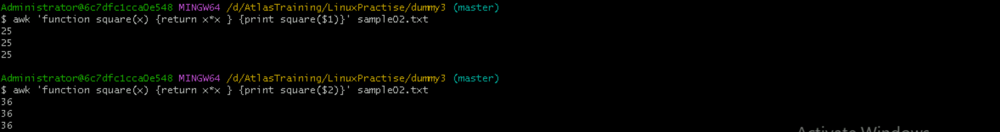 Administrator@6c7dfc1cca0e548 MINGW64 /d/AtlasTraining/LinuxPractise/dummy3 (master)
$ awk 'function square(x) {return x*x } {print square($1)}' sample02.txt
25
25
25
Administrator@6c7dfc1cca0e548 MINGW64 /d/AtlasTraining/LinuxPractise/dummy3 (master)
$ awk 'function square(x) {return x*x } {print square($2)}' sample02.txt
36
36
36
Activate Windows